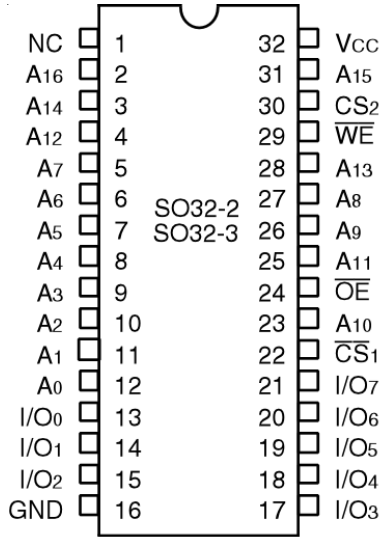 NC 1 32 VCC
A16 2 31 A15
A14 3 30 CS2
A12 4 29 W̅E̅
A7 5 28 A13
A6 6 27 A8
SO32-2
A5 7 26 A9
SO32-3
A4 8 25 A11
A3 9 24 O̅E̅
A2 10 23 A10
A1 11 22 C̅S̅1
A0 12 21 I/O7
I/O0 13 20 I/O6
I/O1 14 19 I/O5
I/O2 15 18 I/O4
GND 16 17 I/O3